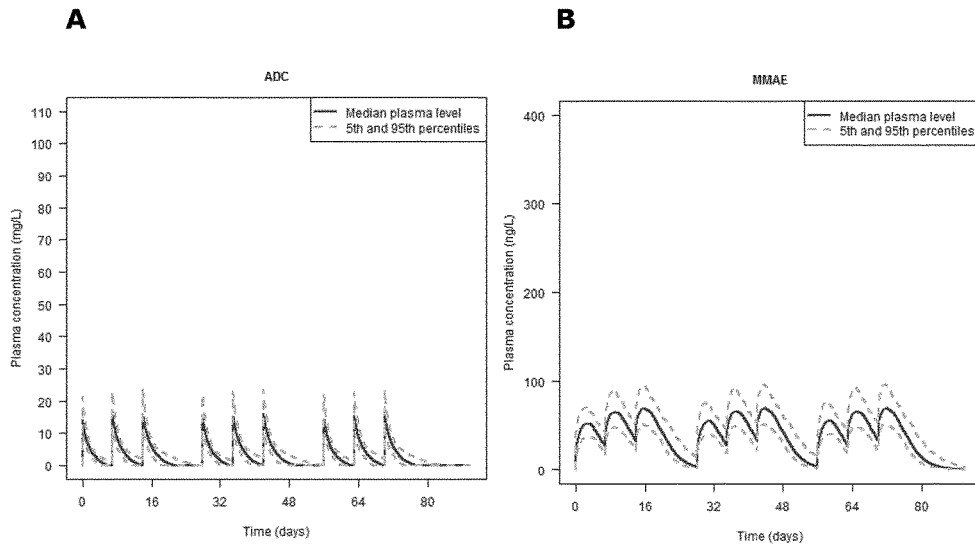 A
ADC
Median plasma level
5th and 95th percentiles
110
100
90
80
70
60
50
40
30
20
10
0
Plasma concentration (mg/L)
0 16 32 48 64 80
Time (days)
B
MMAE
Median plasma level
5th and 95th percentiles
400
300
200
100
0
Plasma concentration (ng/L)
0 16 32 48 64 80
Time (days)